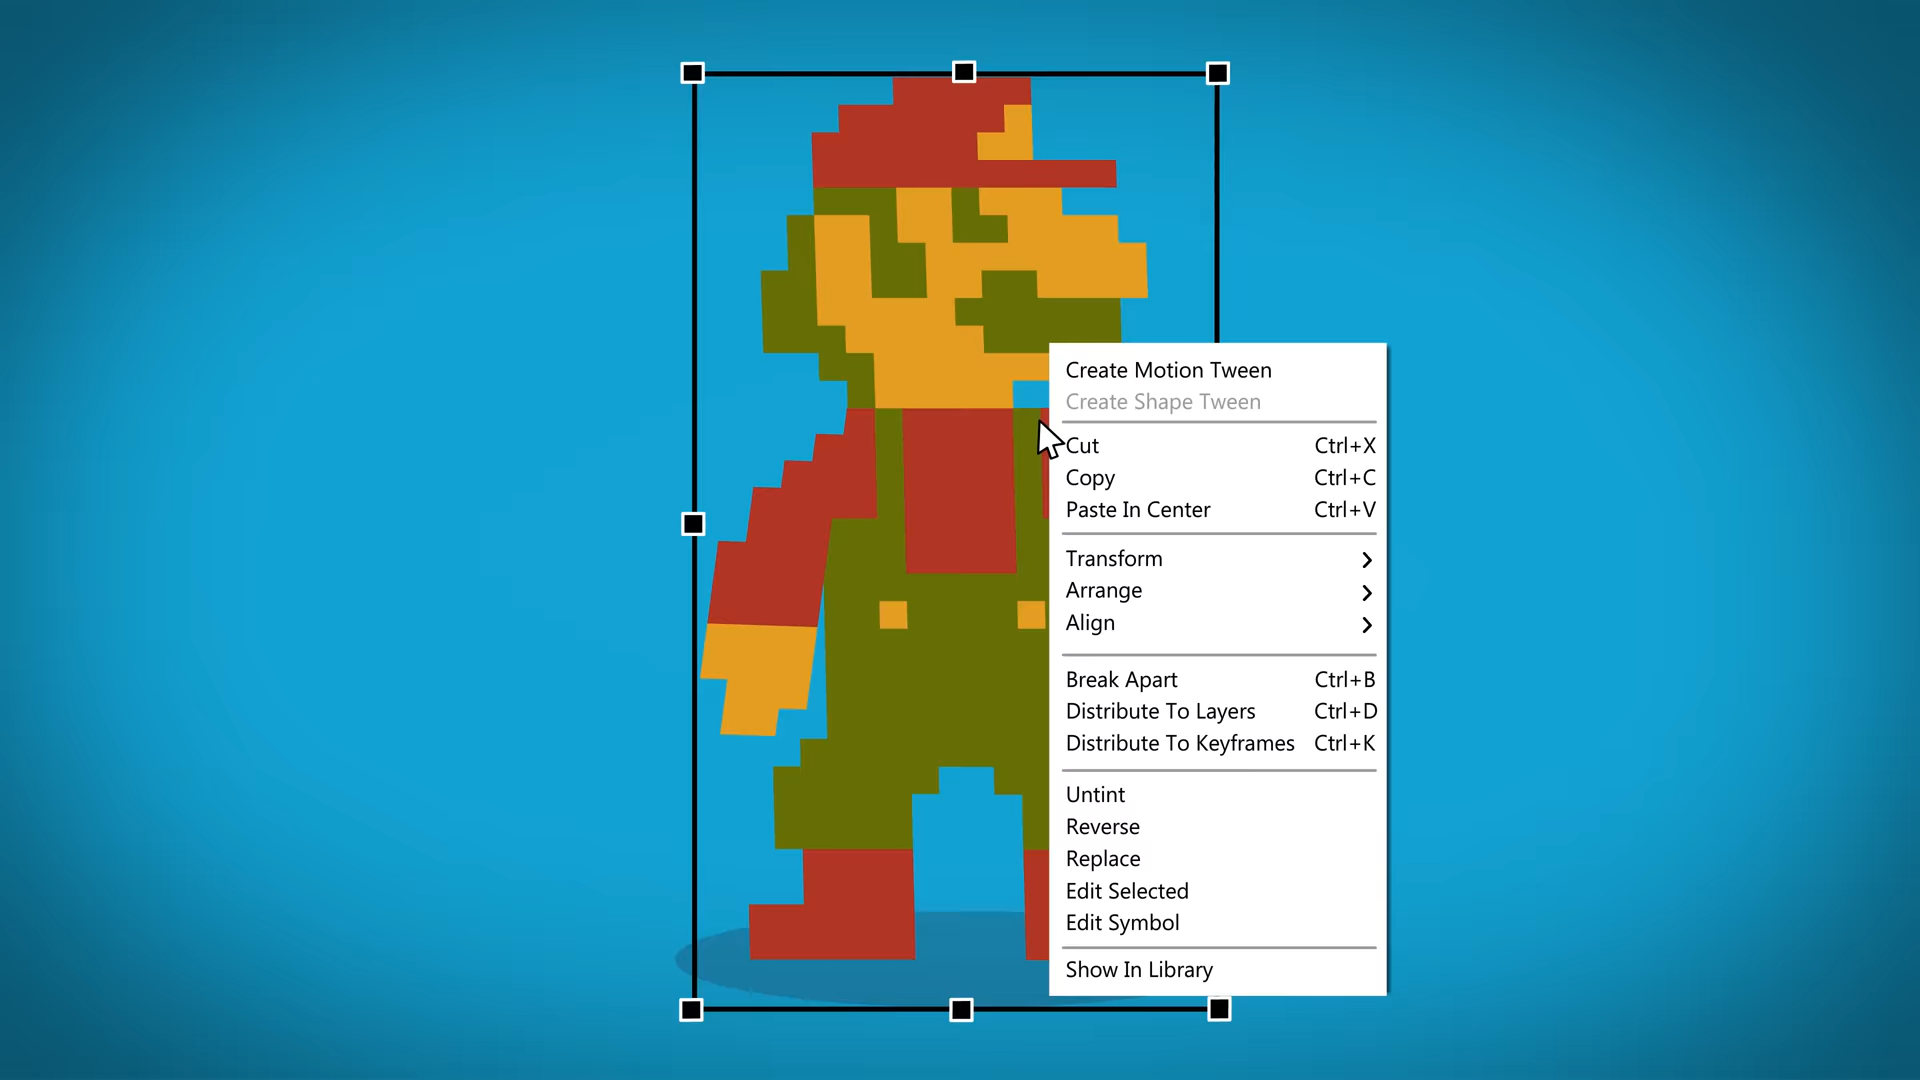 Create Motion Tween
Create Shape Tween
Cut Ctrl+X
Copy Ctrl+C
Paste In Center Ctrl+V
Transform
Arrange
Align
Break Apart Ctrl+B
Distribute To Layers Ctrl+D
Distribute To Keyframes Ctrl+K
Untint
Reverse
Replace
Edit Selected
Edit Symbol
Show In Library